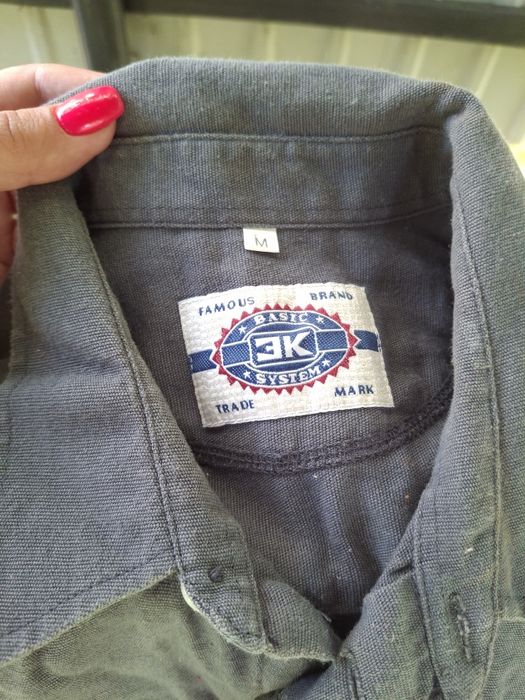 M
FAMOUS BRAND
BASIC
3K
SYSTEM
TRADE MARK